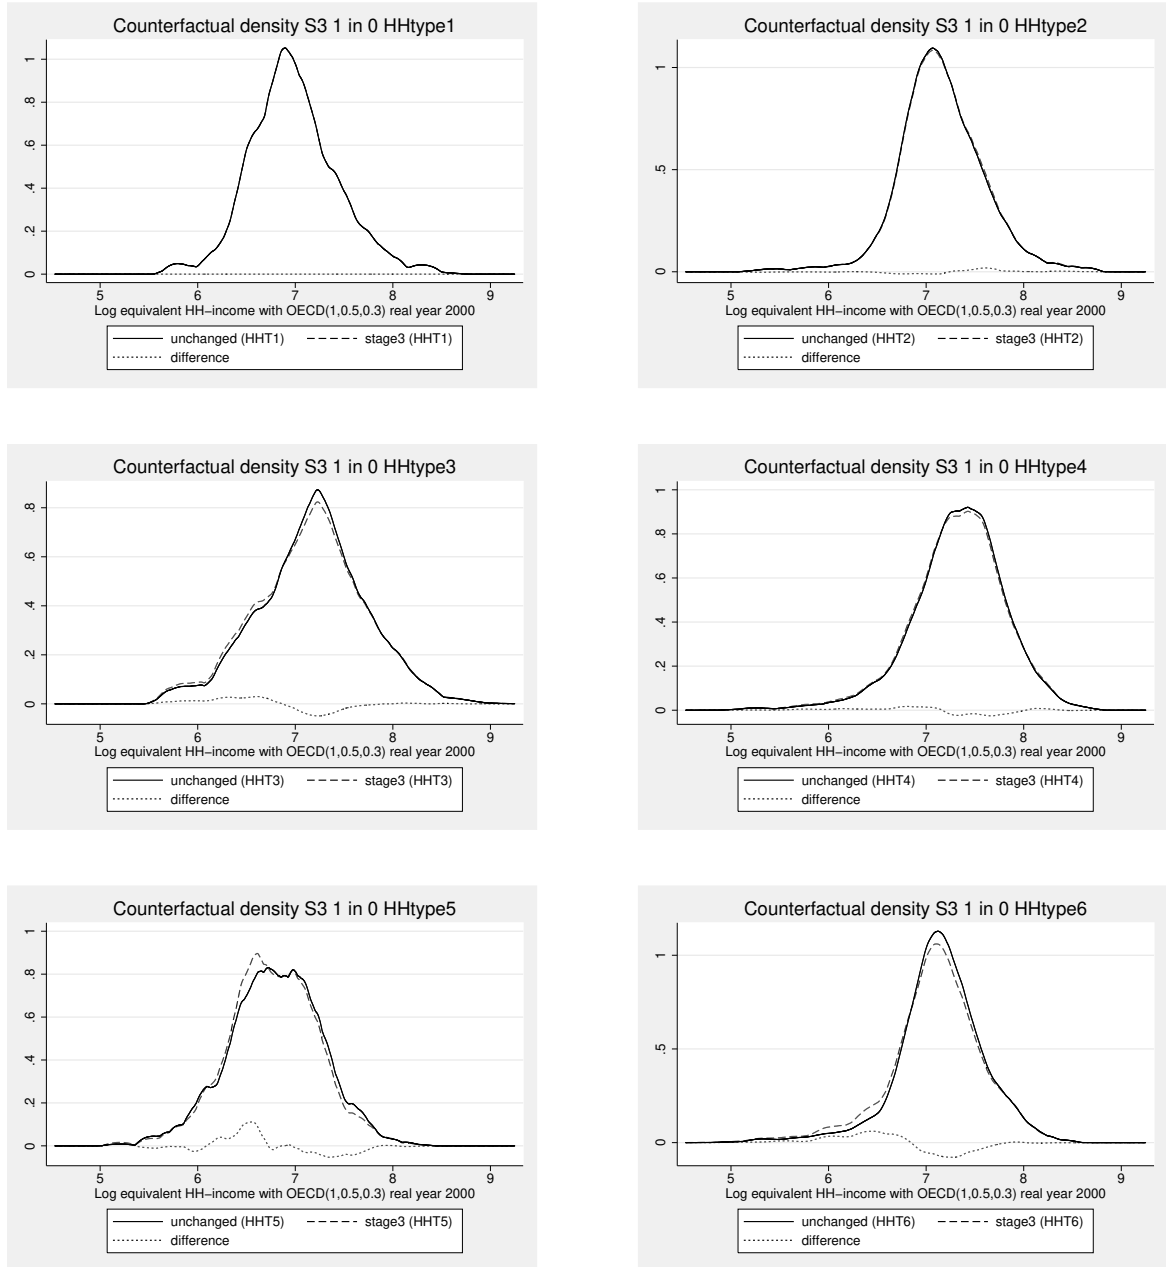 Counterfactual density S3 1 in 0 HHtype1
1
.8
.6
.4
.2
0
5 6 7 8 9
Log equivalent HH−income with OECD(1,0.5,0.3) real year 2000
unchanged (HHT1) stage3 (HHT1)
difference
Counterfactual density S3 1 in 0 HHtype2
1
.5
0
5 6 7 8 9
Log equivalent HH−income with OECD(1,0.5,0.3) real year 2000
unchanged (HHT2) stage3 (HHT2)
difference
Counterfactual density S3 1 in 0 HHtype3
.8
.6
.4
.2
0
5 6 7 8 9
Log equivalent HH−income with OECD(1,0.5,0.3) real year 2000
unchanged (HHT3) stage3 (HHT3)
difference
Counterfactual density S3 1 in 0 HHtype4
1
.8
.6
.4
.2
0
5 6 7 8 9
Log equivalent HH−income with OECD(1,0.5,0.3) real year 2000
unchanged (HHT4) stage3 (HHT4)
difference
Counterfactual density S3 1 in 0 HHtype5
1
.8
.6
.4
.2
0
5 6 7 8 9
Log equivalent HH−income with OECD(1,0.5,0.3) real year 2000
unchanged (HHT5) stage3 (HHT5)
difference
Counterfactual density S3 1 in 0 HHtype6
1
.5
0
5 6 7 8 9
Log equivalent HH−income with OECD(1,0.5,0.3) real year 2000
unchanged (HHT6) stage3 (HHT6)
difference